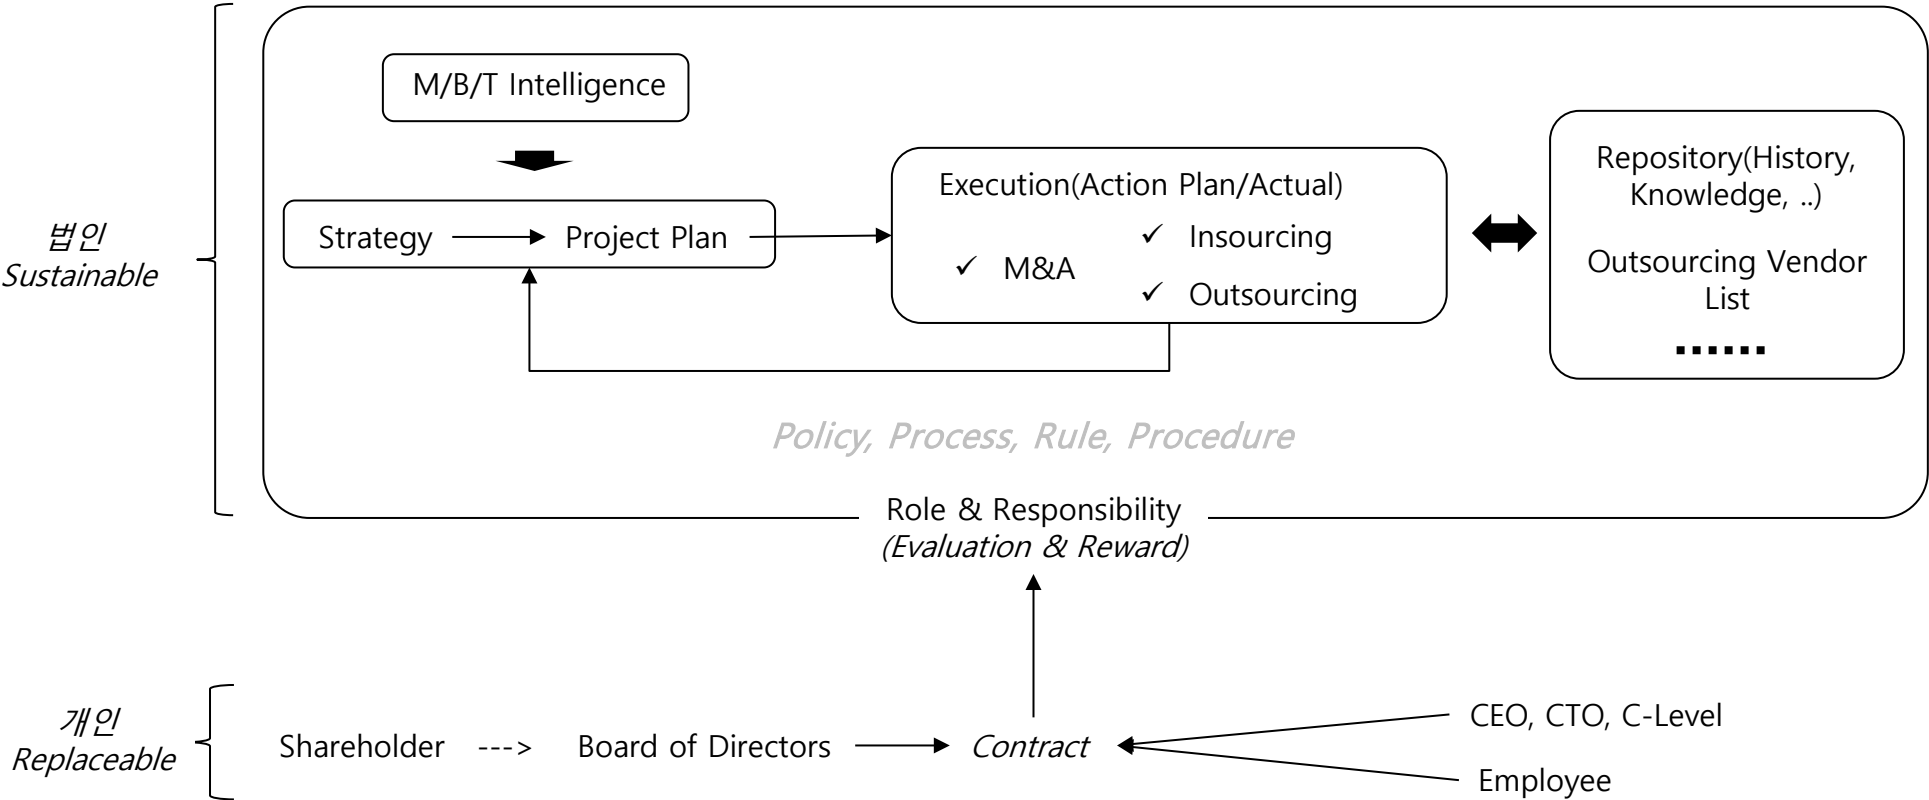 M/B/T Intelligence
Strategy
Project Plan
Execution(Action Plan/Actual)
✓ M&A
✓ Insourcing
✓ Outsourcing
Repository(History,
Knowledge, ..)
Outsourcing Vendor
List
▪▪▪▪▪▪
법인
Sustainable
Policy, Process, Rule, Procedure
Role & Responsibility
(Evaluation & Reward)
개인
Replaceable
Shareholder ---> Board of Directors
Contract
CEO, CTO, C-Level
Employee